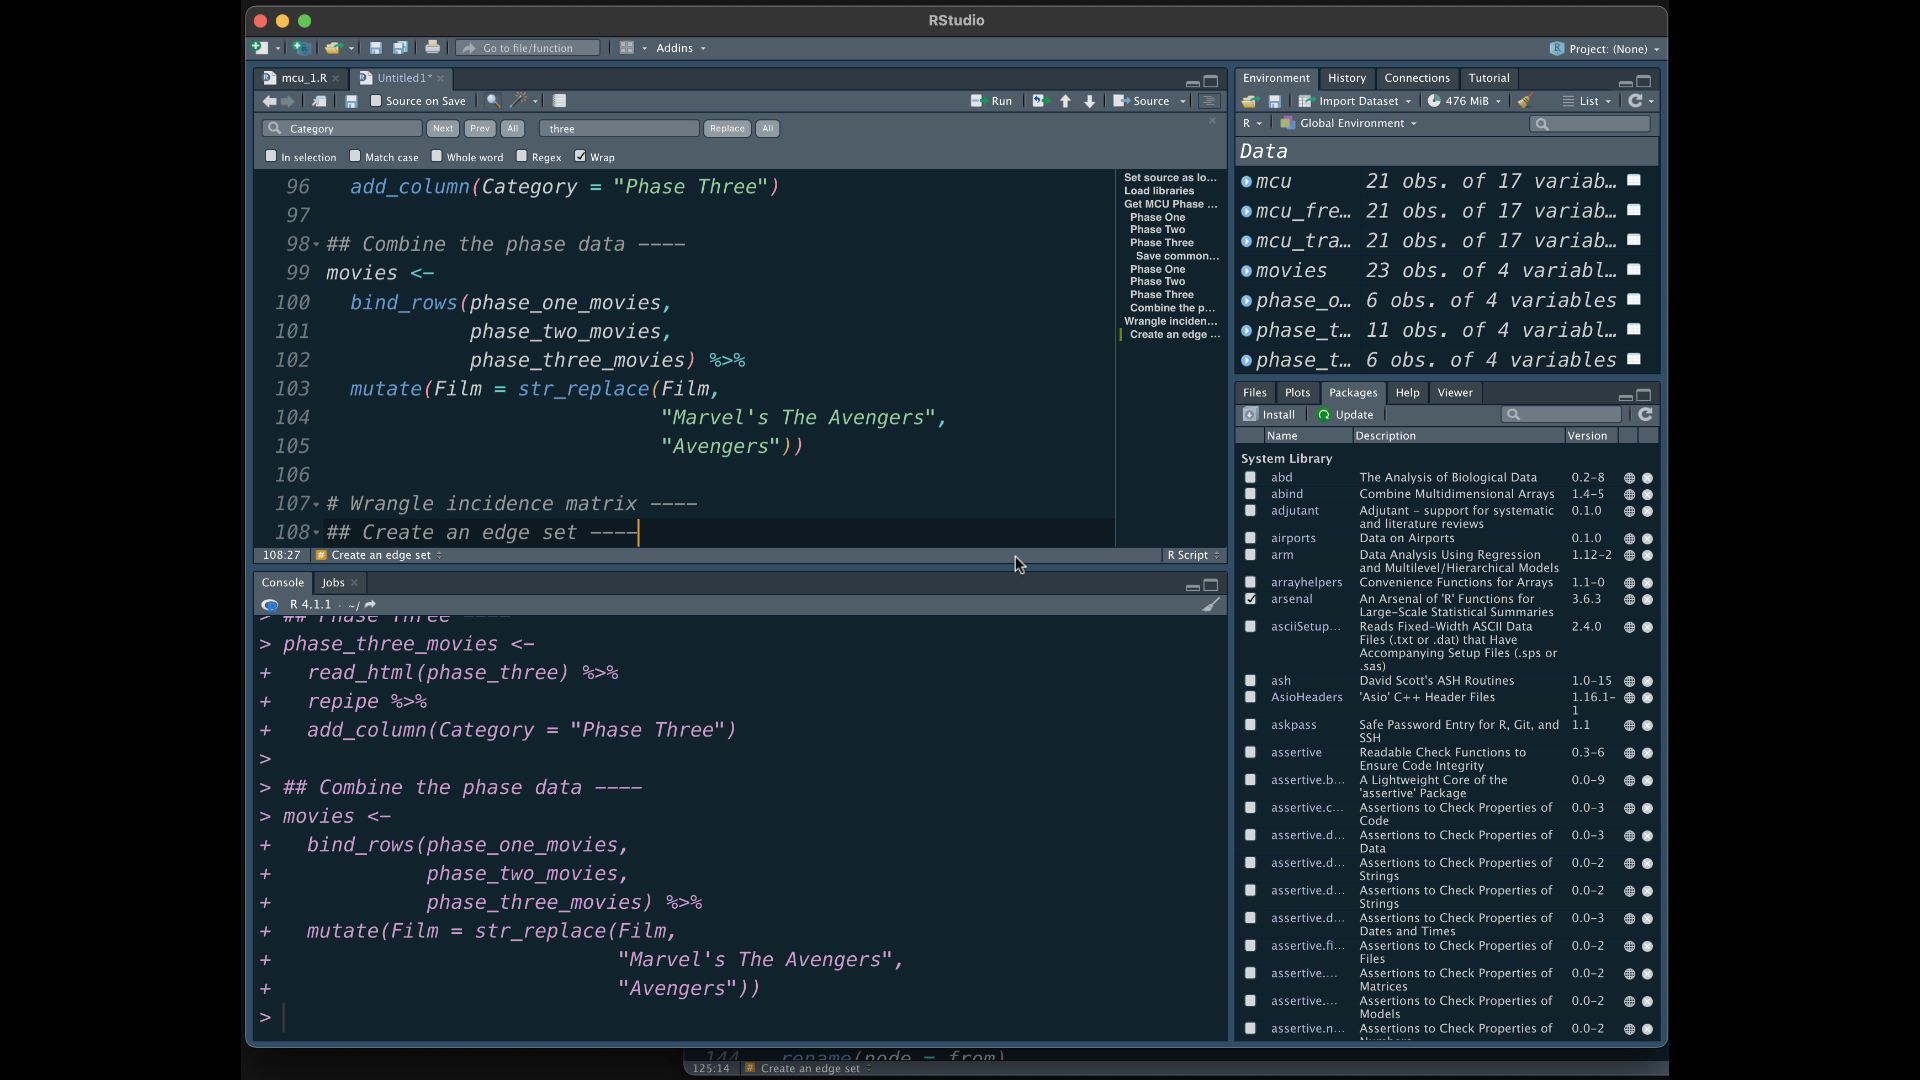 RStudio
Go to file/function
Addins
Project: (None)
mcu_1.R
Untitled1*
Source on Save
Run
Source
Category
Next
Prev
All
three
Replace
All
In selection
Match case
Whole word
Regex
Wrap
96 add_column(Category = "Phase Three")
97
98 ## Combine the phase data ----
99 movies <-
100 bind_rows(phase_one_movies,
101 phase_two_movies,
102 phase_three_movies) %>%
103 mutate(Film = str_replace(Film,
104 "Marvel's The Avengers",
105 "Avengers"))
106
107 # Wrangle incidence matrix ----
108 ## Create an edge set ----
Set source as lo...
Load libraries
Get MCU Phase ...
Phase One
Phase Two
Phase Three
Save common...
Phase One
Phase Two
Phase Three
Combine the p...
Wrangle inciden...
Create an edge ...
108:27
# Create an edge set
R Script
Console
Jobs
R 4.1.1 · ~/
> ## Phase Three ----
> phase_three_movies <-
+ read_html(phase_three) %>%
+ repipe %>%
+ add_column(Category = "Phase Three")
>
> ## Combine the phase data ----
> movies <-
+ bind_rows(phase_one_movies,
+ phase_two_movies,
+ phase_three_movies) %>%
+ mutate(Film = str_replace(Film,
+ "Marvel's The Avengers",
+ "Avengers"))
>
Environment
History
Connections
Tutorial
Import Dataset
476 MiB
List
R
Global Environment
Data
mcu 21 obs. of 17 variab...
mcu_fre... 21 obs. of 17 variab...
mcu_tra... 21 obs. of 17 variab...
movies 23 obs. of 4 variabl...
phase_o... 6 obs. of 4 variables
phase_t... 11 obs. of 4 variabl...
phase_t... 6 obs. of 4 variables
Files
Plots
Packages
Help
Viewer
Install
Update
Name Description Version
System Library
abd The Analysis of Biological Data 0.2-8
abind Combine Multidimensional Arrays 1.4-5
adjutant Adjutant – support for systematic 0.1.0
and literature reviews
airports Data on Airports 0.1.0
arm Data Analysis Using Regression 1.12-2
and Multilevel/Hierarchical Models
arrayhelpers Convenience Functions for Arrays 1.1-0
arsenal An Arsenal of 'R' Functions for 3.6.3
Large-Scale Statistical Summaries
asciiSetup... Reads Fixed-Width ASCII Data 2.4.0
Files (.txt or .dat) that Have
Accompanying Setup Files (.sps or
.sas)
ash David Scott's ASH Routines 1.0-15
AsioHeaders 'Asio' C++ Header Files 1.16.1-
1
askpass Safe Password Entry for R, Git, and 1.1
SSH
assertive Readable Check Functions to 0.3-6
Ensure Code Integrity
assertive.b... A Lightweight Core of the 0.0-9
'assertive' Package
assertive.c... Assertions to Check Properties of 0.0-3
Code
assertive.d... Assertions to Check Properties of 0.0-3
Data
assertive.d... Assertions to Check Properties of 0.0-2
Strings
assertive.d... Assertions to Check Properties of 0.0-2
Strings
assertive.d... Assertions to Check Properties of 0.0-3
Dates and Times
assertive.fi... Assertions to Check Properties of 0.0-2
Files
assertive.... Assertions to Check Properties of 0.0-2
Matrices
assertive.... Assertions to Check Properties of 0.0-2
Models
assertive.n... Assertions to Check Properties of 0.0-2
144 rename(node = from)
125:14
# Create an edge set